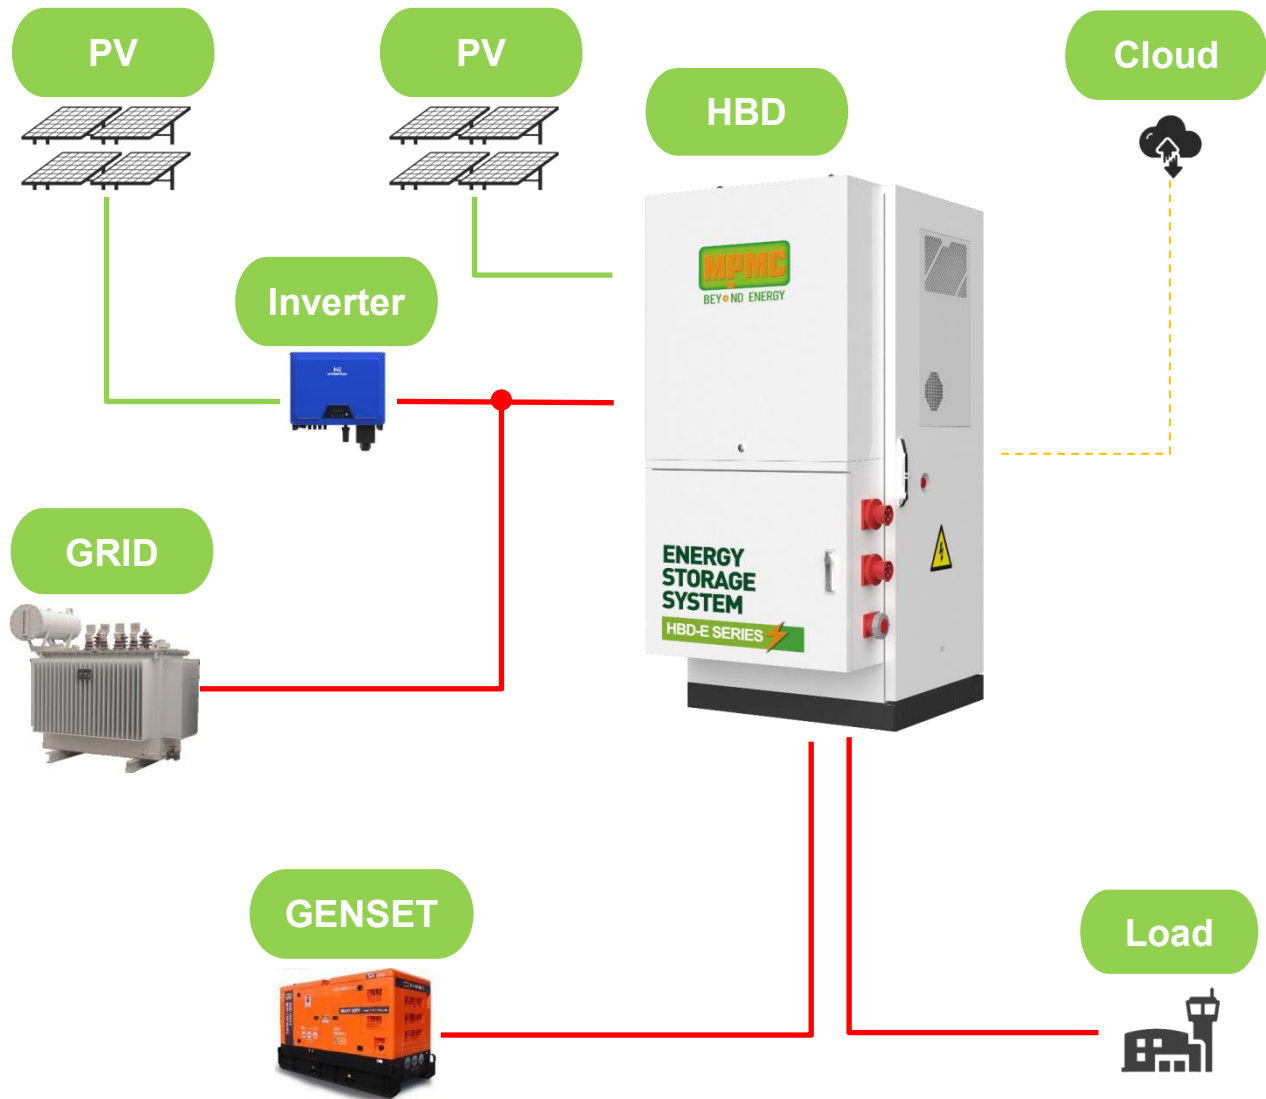 PV
PV
HBD
Cloud
MPMC
BEYOND ENERGY
Inverter
GRID
ENERGY
STORAGE
SYSTEM
HBD-E SERIES
GENSET
Load